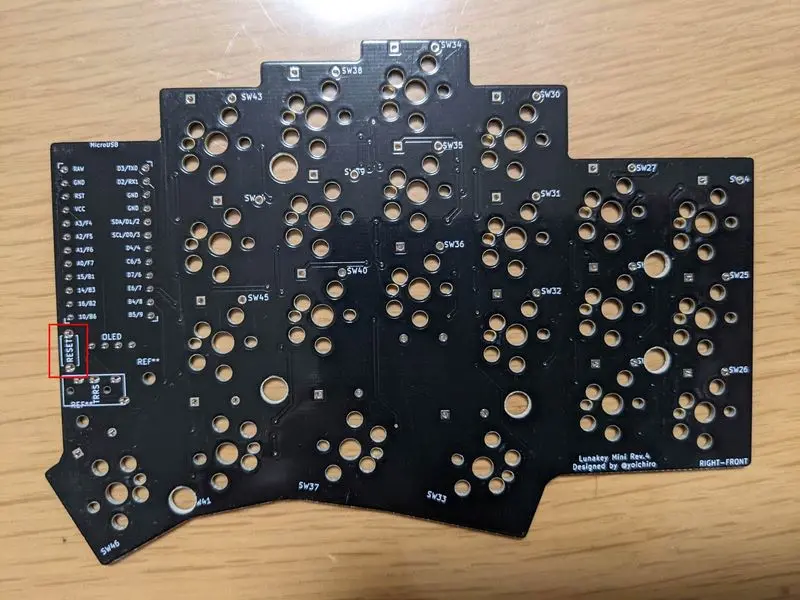 SW34
SW38
SW43
SW30
MicroUSB
SW35
RAW D3/TX0
SW27
GND D2/RX1
RST GND
SW31
VCC GND
A3/F4 SDA/D1/2
A2/F5 SCL/D0/3
SW36
A1/F6 D4/4
A0/F7 C6/5
SW40
15/B1 D7/6
SW25
14/B3 E6/7
SW32
16/B2 B4/8
SW45
10/B6 B5/9
RESET
OLED
REF**
SW26
TRRS
REF**
Lunakey Mini Rev.4
Designed by @yoichiro
RIGHT-FRONT
SW37
SW33
SW46